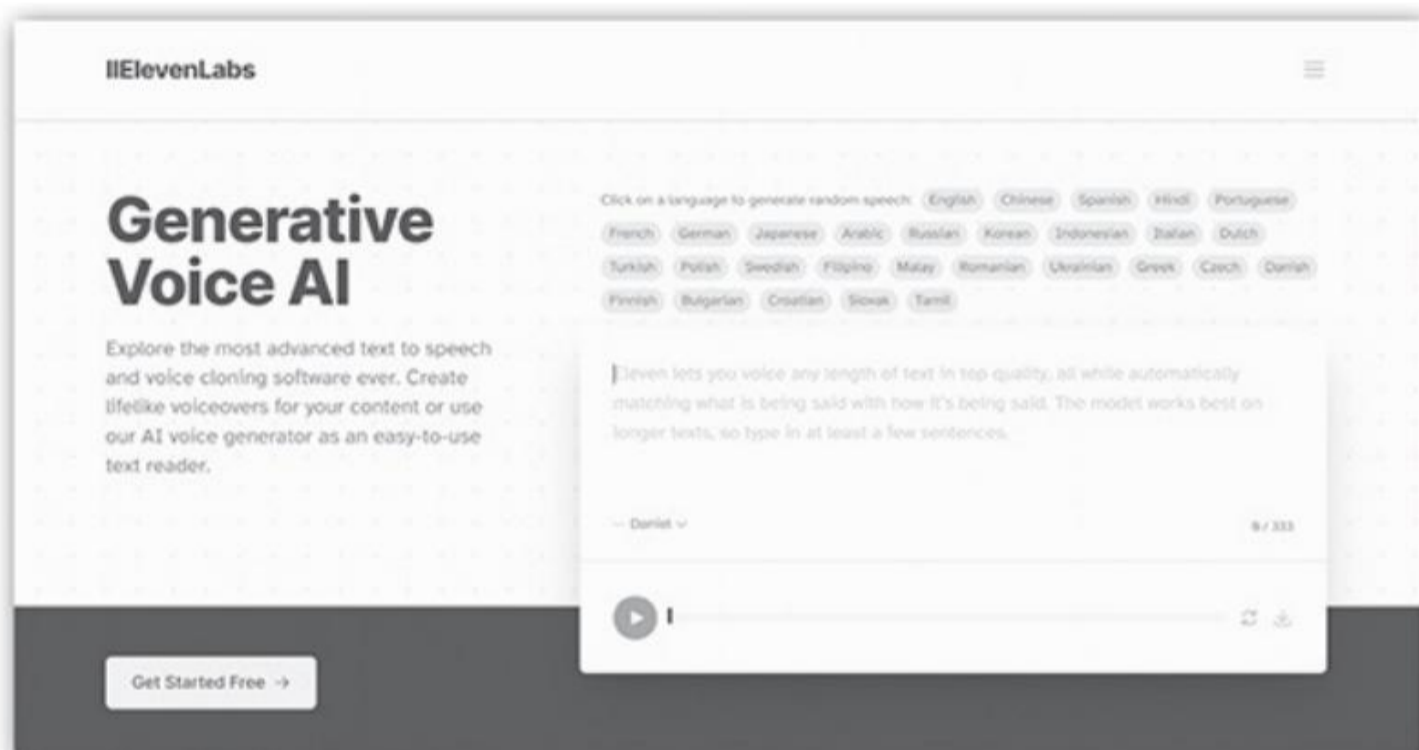 IIElevenLabs
Generative
Voice AI
Explore the most advanced text to speech
and voice cloning software ever. Create
lifelike voiceovers for your content or use
our AI voice generator as an easy-to-use
text reader.
Get Started Free →
Click on a language to generate random speech: English Chinese Spanish Hindi Portuguese
French German Japanese Arabic Russian Korean Indonesian Italian Dutch
Turkish Polish Swedish Filipino Malay Romanian Ukrainian Greek Czech Danish
Finnish Bulgarian Croatian Slovak Tamil
Eleven lets you voice any length of text in top quality, all while automatically
matching what is being said with how it's being said. The model works best on
longer texts, so type in at least a few sentences.
Daniel
0 / 333